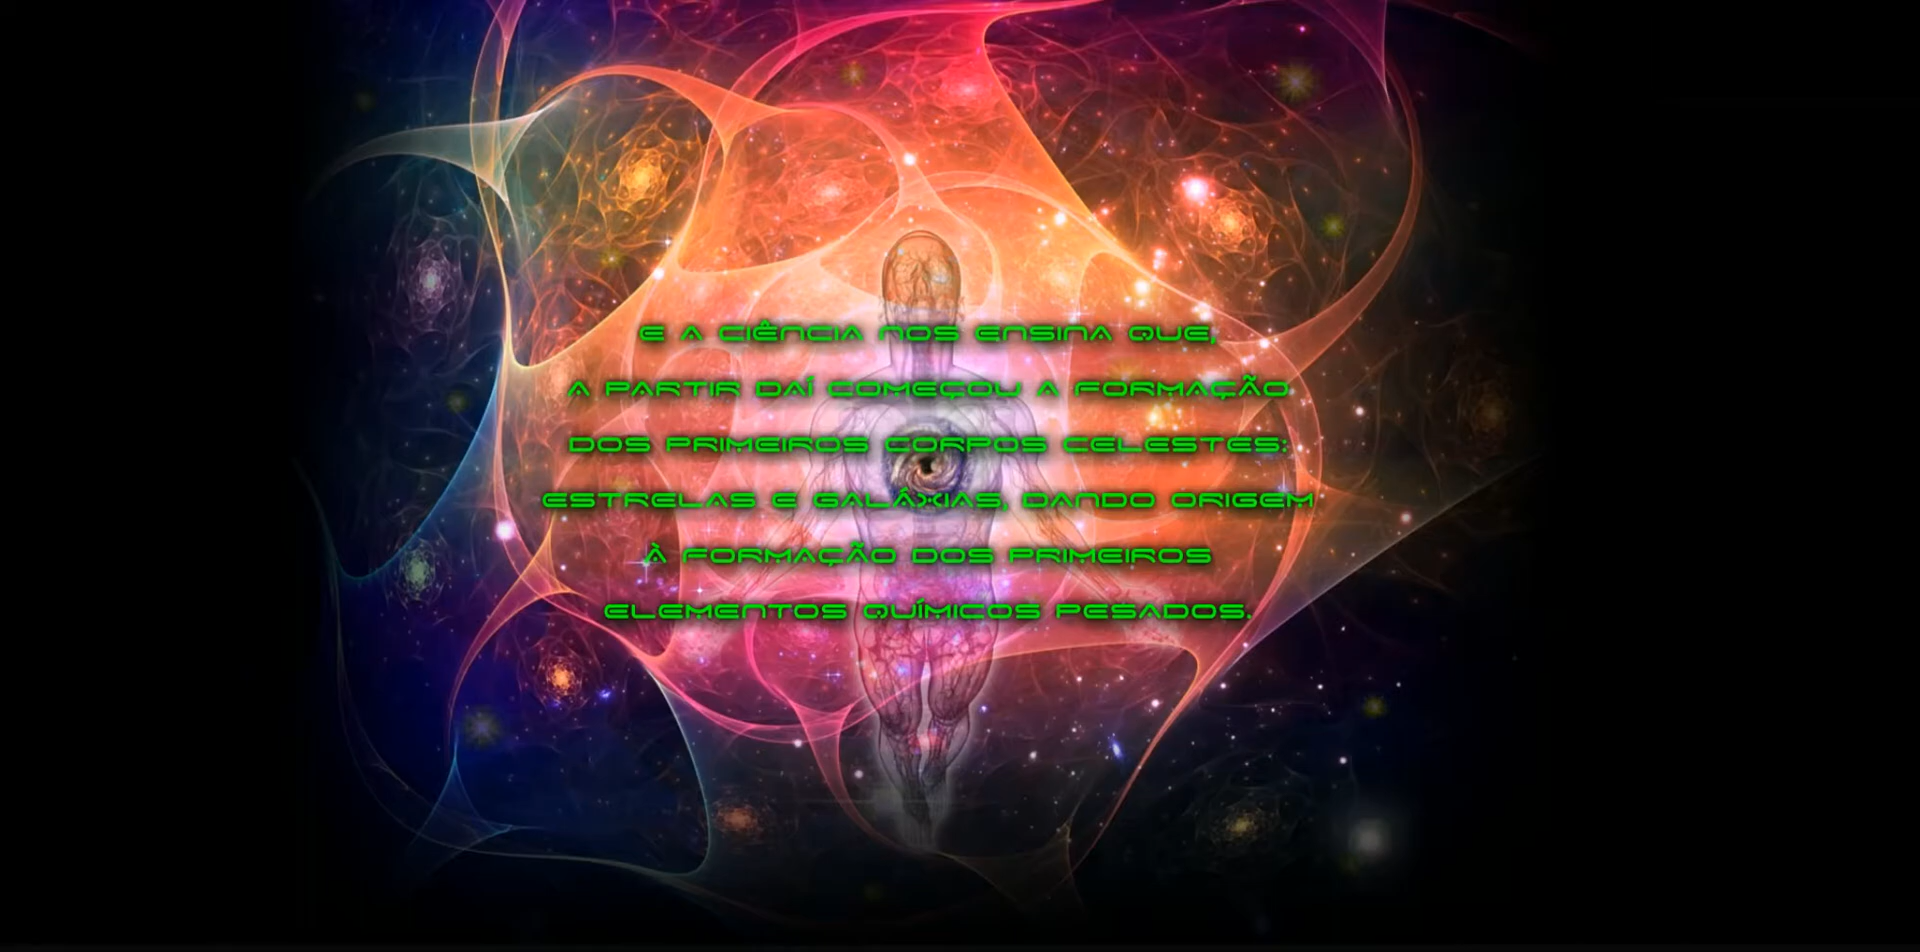 E A CIÊNCIA NOS ENSINA QUE,
A PARTIR DAÍ COMEÇOU A FORMAÇÃO
DOS PRIMEIROS CORPOS CELESTES:
ESTRELAS E GALÁXIAS, DANDO ORIGEM
À FORMAÇÃO DOS PRIMEIROS
ELEMENTOS QUÍMICOS PESADOS.